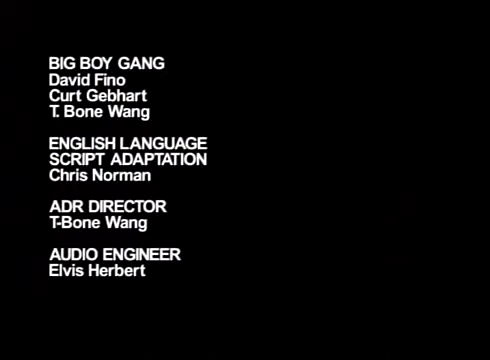 BIG BOY GANG
David Fino
Curt Gebhart
T. Bone Wang
ENGLISH LANGUAGE
SCRIPT ADAPTATION
Chris Norman
ADR DIRECTOR
T-Bone Wang
AUDIO ENGINEER
Elvis Herbert